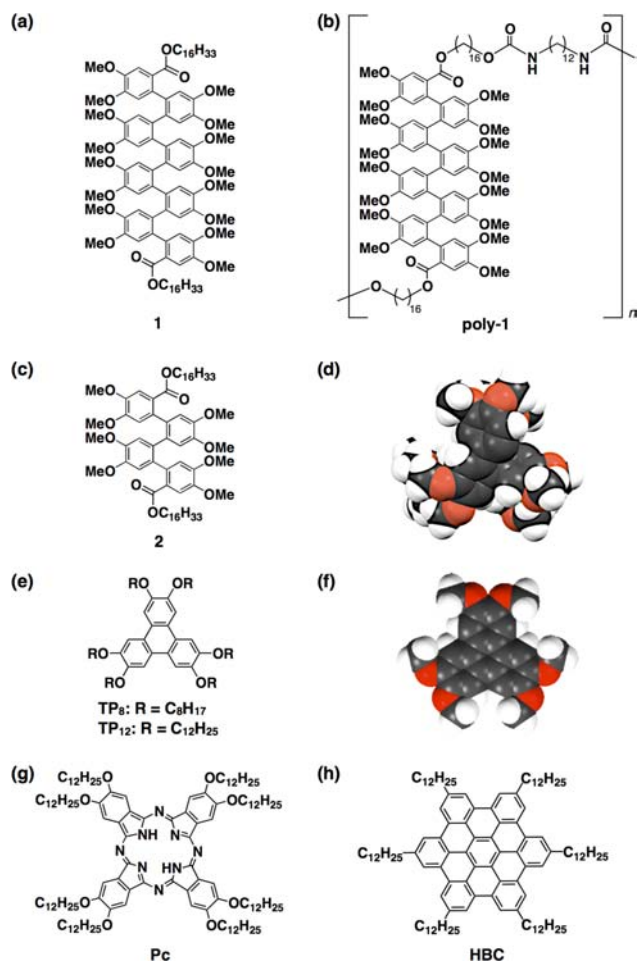 (a)
OC₁₆H₃₃
O
MeO
MeO
OMe
MeO
OMe
MeO
OMe
MeO
OMe
MeO
OMe
MeO
OMe
MeO
OMe
MeO
OMe
O
OC₁₆H₃₃
1
(b)
O
16
O
O
N
H
12
N
H
O
O
MeO
MeO
OMe
MeO
OMe
MeO
OMe
MeO
OMe
MeO
OMe
MeO
OMe
MeO
OMe
MeO
OMe
O
O
16
O
n
poly-1
(c)
OC₁₆H₃₃
O
MeO
MeO
OMe
MeO
OMe
MeO
OMe
OMe
O
OC₁₆H₃₃
2
(d)
(e)
RO OR
RO OR
RO OR
TP₈: R = C₈H₁₇
TP₁₂: R = C₁₂H₂₅
(f)
(g)
C₁₂H₂₅O OC₁₂H₂₅
C₁₂H₂₅O OC₁₂H₂₅
N
NH N
N N
N HN
N
C₁₂H₂₅O OC₁₂H₂₅
C₁₂H₂₅O OC₁₂H₂₅
Pc
(h)
C₁₂H₂₅ C₁₂H₂₅
C₁₂H₂₅ C₁₂H₂₅
C₁₂H₂₅ C₁₂H₂₅
HBC